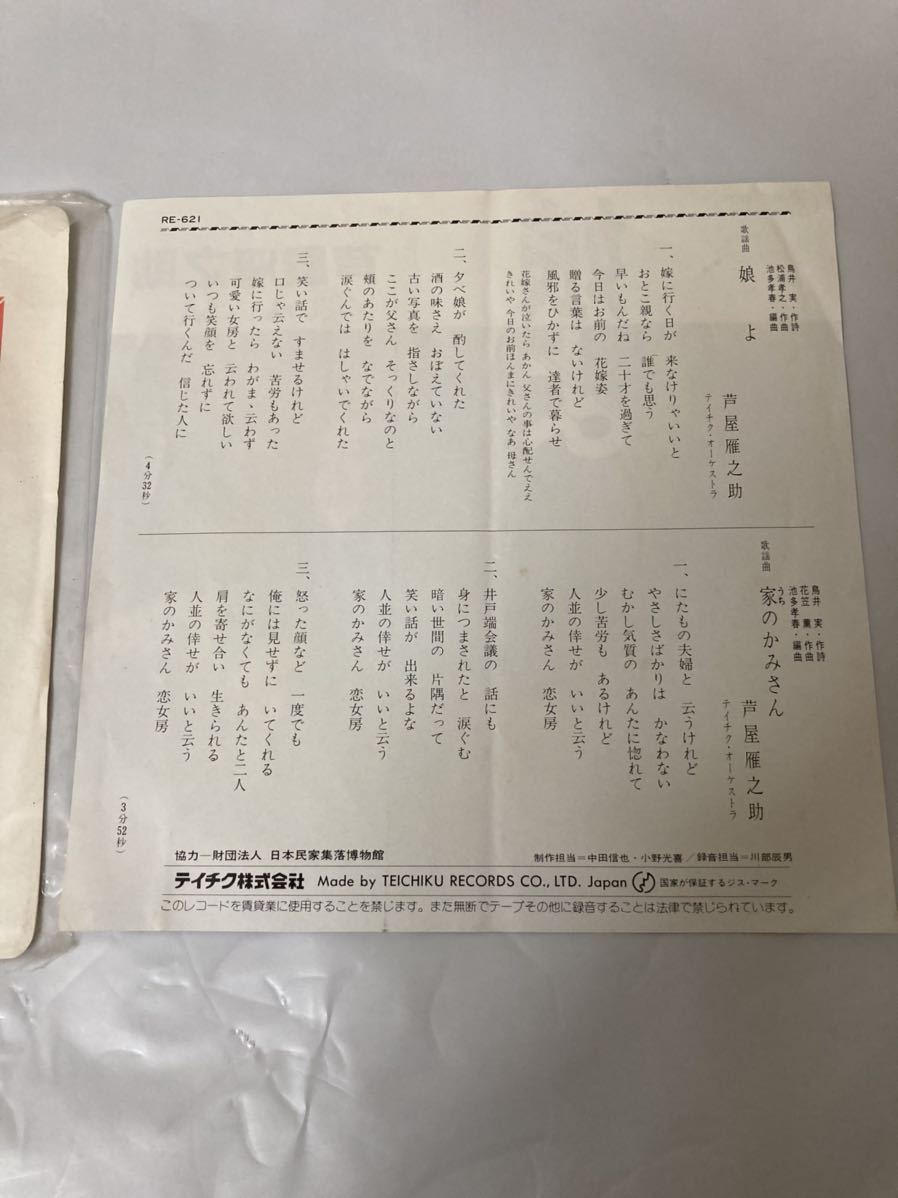 RE-621
歌謡曲
娘よ
鳥井 実・作詩
松浦孝之・作曲
池多孝春・編曲
芦屋雁之助
テイチク・オーケストラ
一、嫁に行く日が 来なけりゃいいと
おとこ親なら 誰でも思う
早いもんだね 二十才を過ぎて
今日はお前の 花嫁姿
贈る言葉は ないけれど
風邪をひかずに 達者で暮らせ
花嫁さんが泣いたら あかん 父さんの事は心配せんでええ
きれいや 今日のお前はほんまにきれいや なあ 母さん
二、夕べ娘が 酌してくれた
酒の味さえ おぼえていない
古い写真を 指さしながら
ここが父さん そっくりなのと
頬のあたりを なでながら
涙ぐんでは はしゃいでくれた
三、笑い話で すませるけれど
口じゃ云えない 苦労もあった
嫁に行ったら わがまゝ云わず
可愛い女房と 云われて欲しい
いつも笑顔を 忘れずに
ついて行くんだ 信じた人に
(4分32秒)
歌謡曲
家のかみさん
うち
鳥井 実・作詩
花笠 薫・作曲
池多孝春・編曲
芦屋雁之助
テイチク・オーケストラ
一、にたもの夫婦と 云うけれど
やさしさばかりは かなわない
むかし気質の あんたに惚れて
少し苦労も あるけれど
人並の倖せが いいと云う
家のかみさん 恋女房
二、井戸端会議の 話にも
身につまされたと 涙ぐむ
暗い世間の 片隅だって
笑い話が 出来るよな
人並の倖せが いいと云う
家のかみさん 恋女房
三、怒った顔など 一度でも
俺には見せずに いてくれる
なにがなくても あんたと二人
肩を寄せ合い 生きられる
人並の倖せが いいと云う
家のかみさん 恋女房
(3分52秒)
協力—財団法人 日本民家集落博物館
制作担当=中田信也・小野光喜/録音担当=川部辰男
テイチク株式会社 Made by TEICHIKU RECORDS CO., LTD. Japan 国家が保証するジス・マーク
このレコードを賃貸業に使用することを禁じます。また無断でテープその他に録音することは法律で禁じられています。